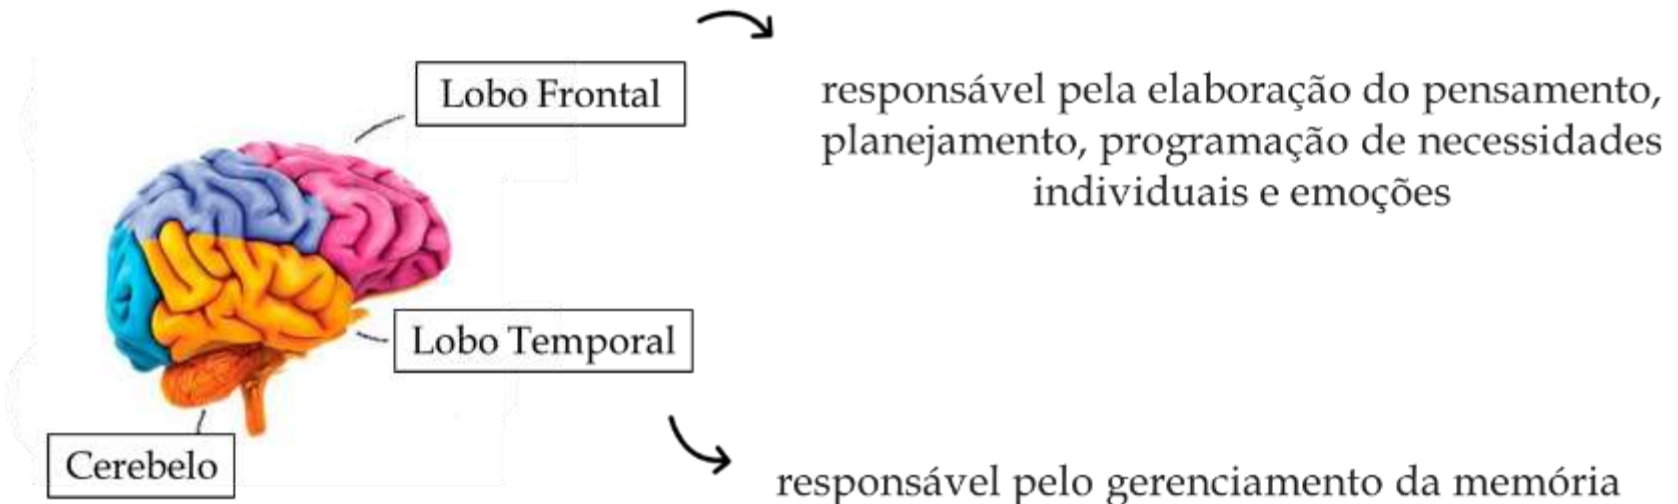 Lobo Frontal
responsável pela elaboração do pensamento,
planejamento, programação de necessidades
individuais e emoções
Lobo Temporal
Cerebelo
responsável pelo gerenciamento da memória